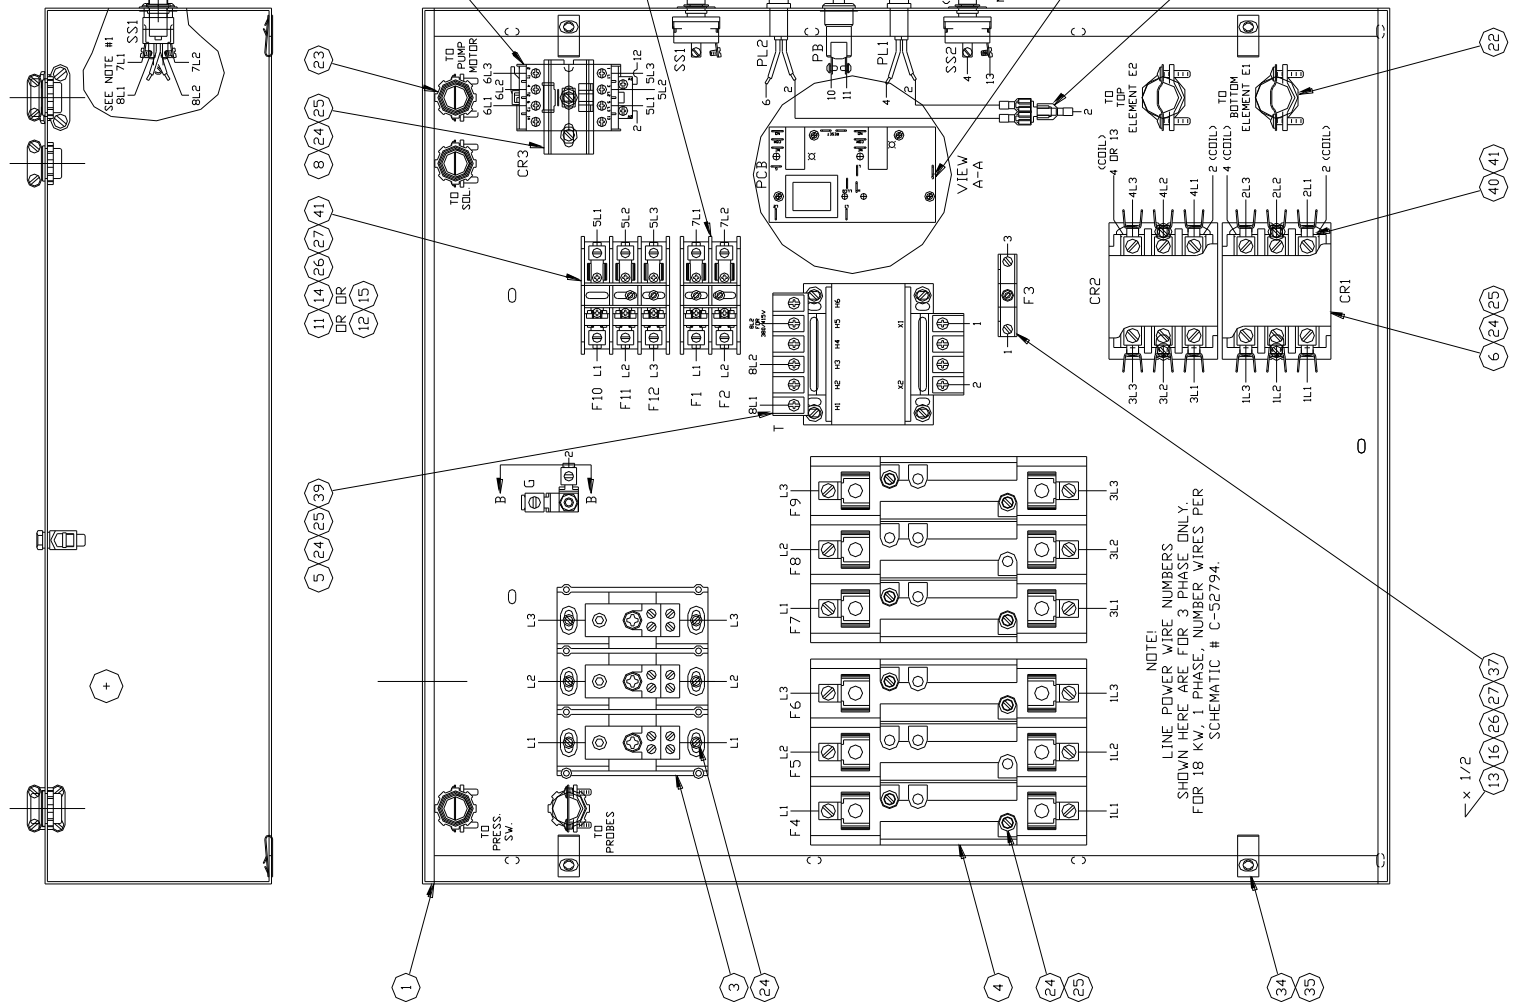 SEE NOTE #1
8L1 7L1
8L2 7L2
SS1
23
8 24 25
11 14 26 27 41
OR OR
12 15
5 24 25 39
TO PUMP
MOTOR
6L1 6L2 6L3
12
5L3
5L2
5L1
2
CR3
TO
SOL.
5L1
5L2
5L3
7L1
7L2
L1
L2
L3
L1
L2
F10
F11
F12
F1
F2
SS1
PL2
PB
PL1
SS2
6
2
10
11
4
2
4
13
2
PCB
VIEW
A-A
8L2
FOR
380/415V
8L2
8L1
H6
H5
H4
H3
H2
H1
X1
X2
1
2
T
3
F3
1
TO
TOP
ELEMENT E2
TO
BOTTOM
ELEMENT E1
22
(COIL)
4 OR 13
4L3
4L2
4L1
2 (COIL)
4 (COIL)
2L3
2L2
2L1
2 (COIL)
40 41
CR2
CR1
6 24 25
3L3
3L2
3L1
1L3
1L2
1L1
B
G
2
B
L3
L2
L1
L3
L2
L1
TO
PRESS.
SW.
TO
PROBES
F9 L3
F8 L2
F7 L1
3L3
3L2
3L1
F6 L3
F5 L2
F4 L1
1L3
1L2
1L1
NOTE!
LINE POWER WIRE NUMBERS
SHOWN HERE ARE FOR 3 PHASE ONLY.
FOR 18 KW, 1 PHASE, NUMBER WIRES PER
SCHEMATIC # C-52794.
x 1/2
13 16 26 27 37
1
3
24
4
24
25
34
35